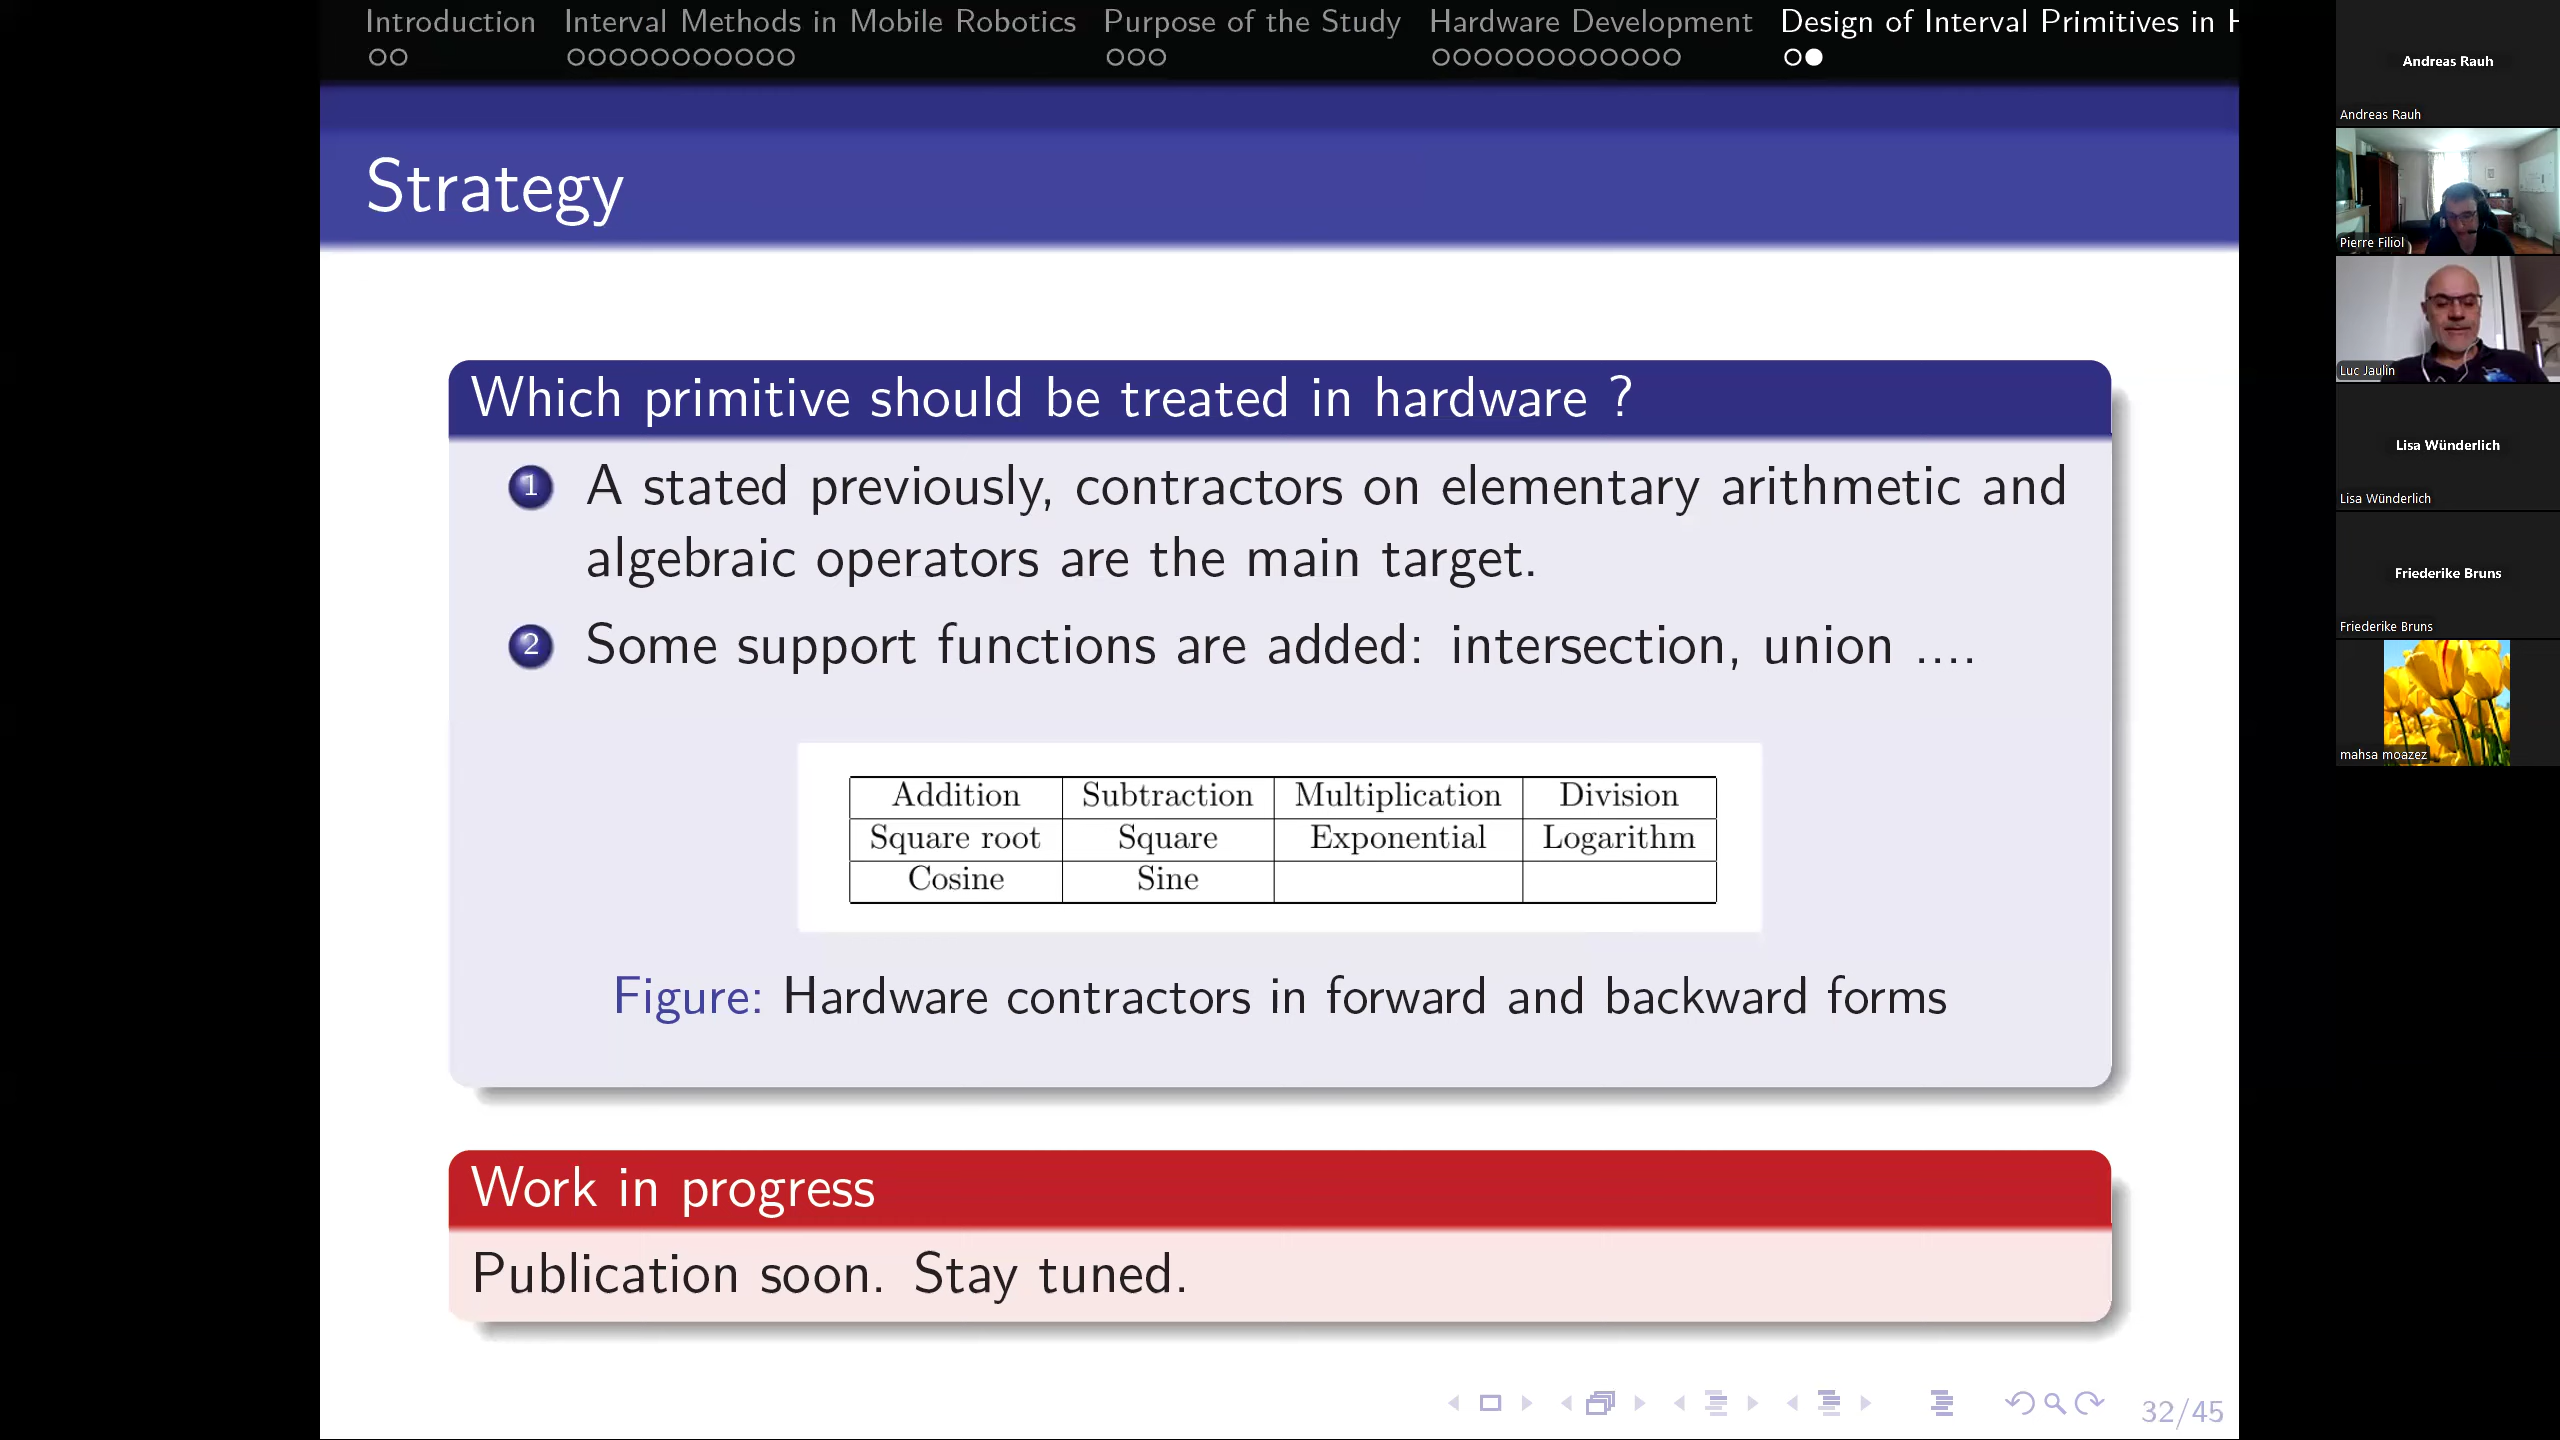 Introduction
Interval Methods in Mobile Robotics
Purpose of the Study
Hardware Development
Design of Interval Primitives in H
Strategy
Which primitive should be treated in hardware ?
1 A stated previously, contractors on elementary arithmetic and
algebraic operators are the main target.
2 Some support functions are added: intersection, union ....
Addition Subtraction Multiplication Division
Square root Square Exponential Logarithm
Cosine Sine
Figure: Hardware contractors in forward and backward forms
Work in progress
Publication soon. Stay tuned.
32/45
Andreas Rauh
Andreas Rauh
Pierre Filiol
Luc Jaulin
Lisa Wünderlich
Lisa Wünderlich
Friederike Bruns
Friederike Bruns
mahsa moazez